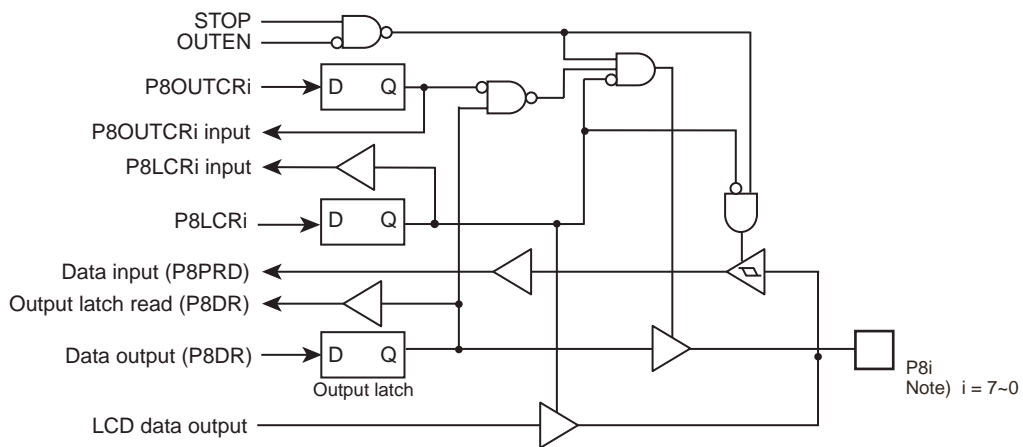 STOP
OUTEN
P8OUTCRi
D Q
P8OUTCRi input
P8LCRi input
P8LCRi
D Q
Data input (P8PRD)
Output latch read (P8DR)
Data output (P8DR)
D Q
Output latch
P8i
Note) i = 7~0
LCD data output